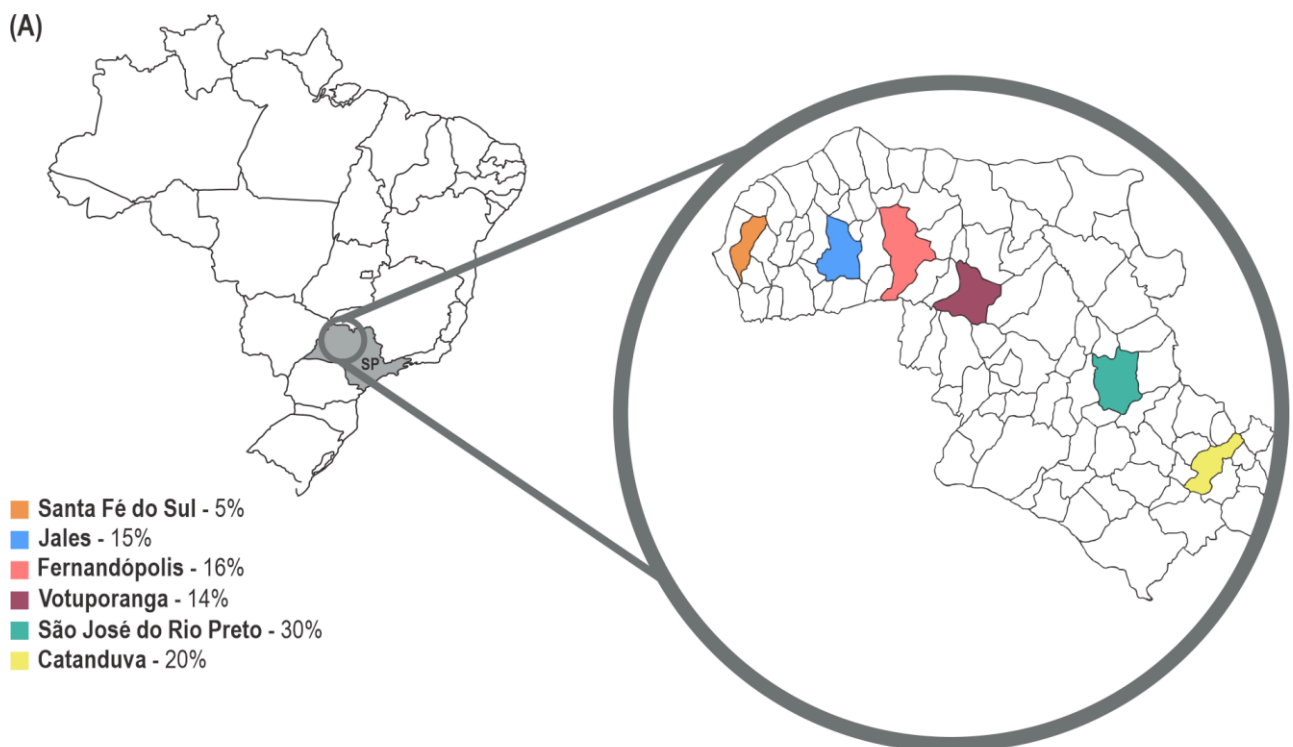 (A)
SP
Santa Fé do Sul - 5%
Jales - 15%
Fernandópolis - 16%
Votuporanga - 14%
São José do Rio Preto - 30%
Catanduva - 20%